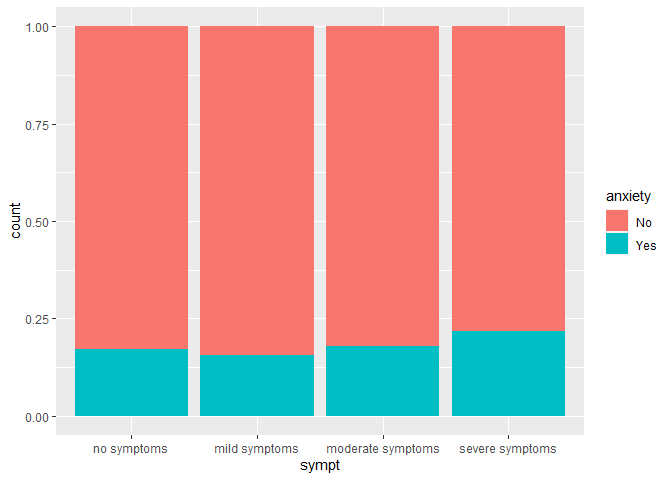 1.00
0.75
0.50
0.25
0.00
count
no symptoms mild symptoms moderate symptoms severe symptoms
sympt
anxiety
No
Yes